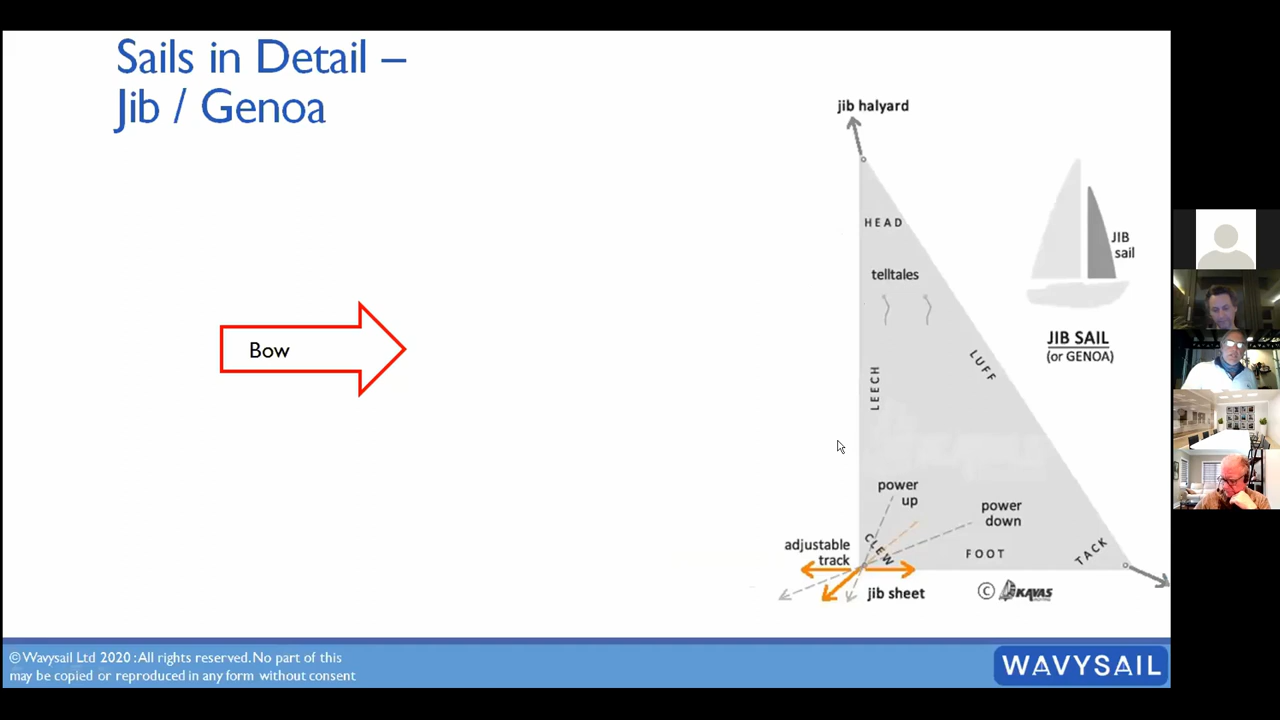 Sails in Detail –
Jib / Genoa
jib halyard
HEAD
telltales
JIB
sail
JIB SAIL
(or GENOA)
Bow
LEECH
LUFF
power
up
power
down
adjustable
track
CLEW
FOOT
TACK
jib sheet
© KAVAS
© Wavysail Ltd 2020 : All rights reserved. No part of this
may be copied or reproduced in any form without consent
WAVYSAIL